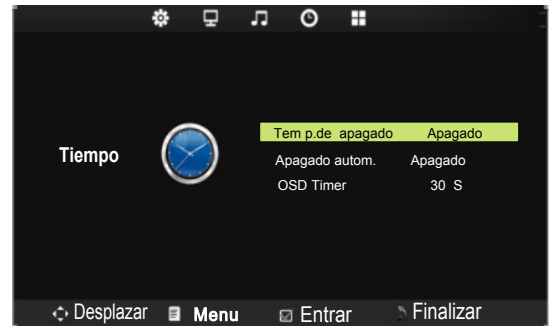 Tem p.de apagado Apagado
Tiempo
Apagado autom. Apagado
OSD Timer 30 S
Desplazar Menu Entrar Finalizar